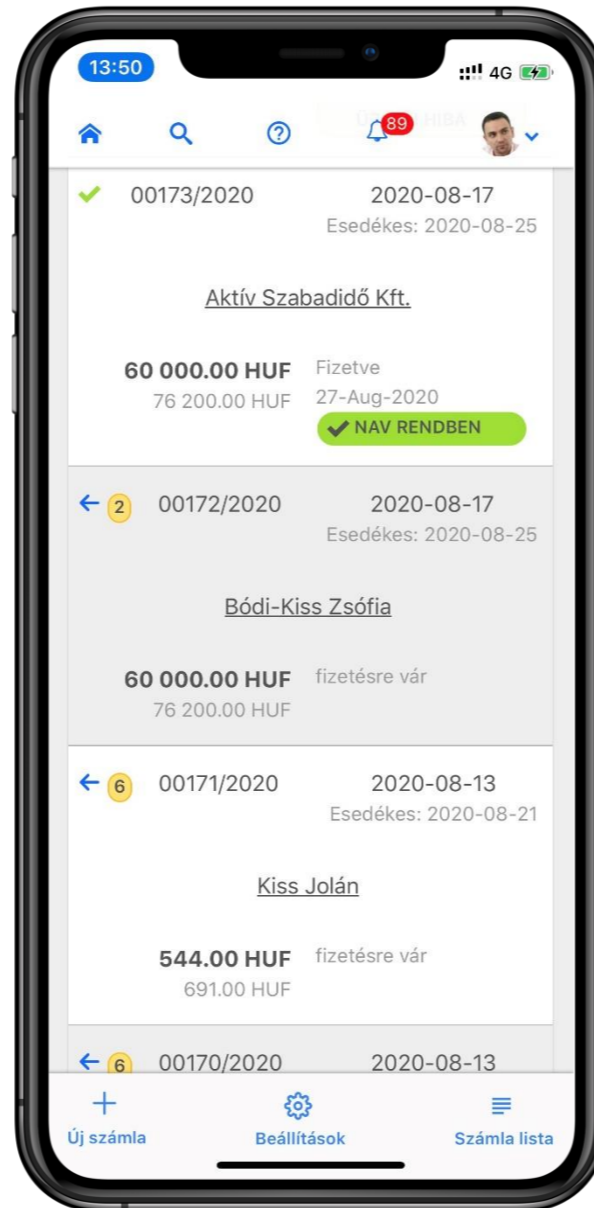 13:50
4G
89
00173/2020 2020-08-17
Esedékes: 2020-08-25
Aktív Szabadidő Kft.
60 000.00 HUF Fizetve
76 200.00 HUF 27-Aug-2020
NAV RENDBEN
2 00172/2020 2020-08-17
Esedékes: 2020-08-25
Bódi-Kiss Zsófia
60 000.00 HUF fizetésre vár
76 200.00 HUF
6 00171/2020 2020-08-13
Esedékes: 2020-08-21
Kiss Jolán
544.00 HUF fizetésre vár
691.00 HUF
6 00170/2020 2020-08-13
Új számla Beállítások Számla lista